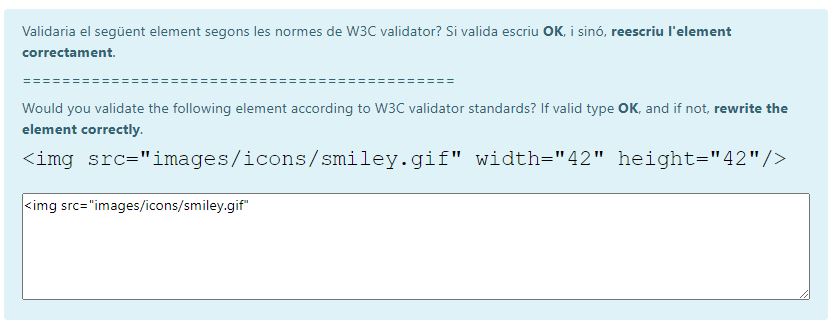 Validaria el següent element segons les normes de W3C validator? Si valida escriu OK, i sinó, reescriu l'element
correctament.
============================================
Would you validate the following element according to W3C validator standards? If valid type OK, and if not, rewrite the
element correctly.
<img src="images/icons/smiley.gif" width="42" height="42"/>
<img src="images/icons/smiley.gif"